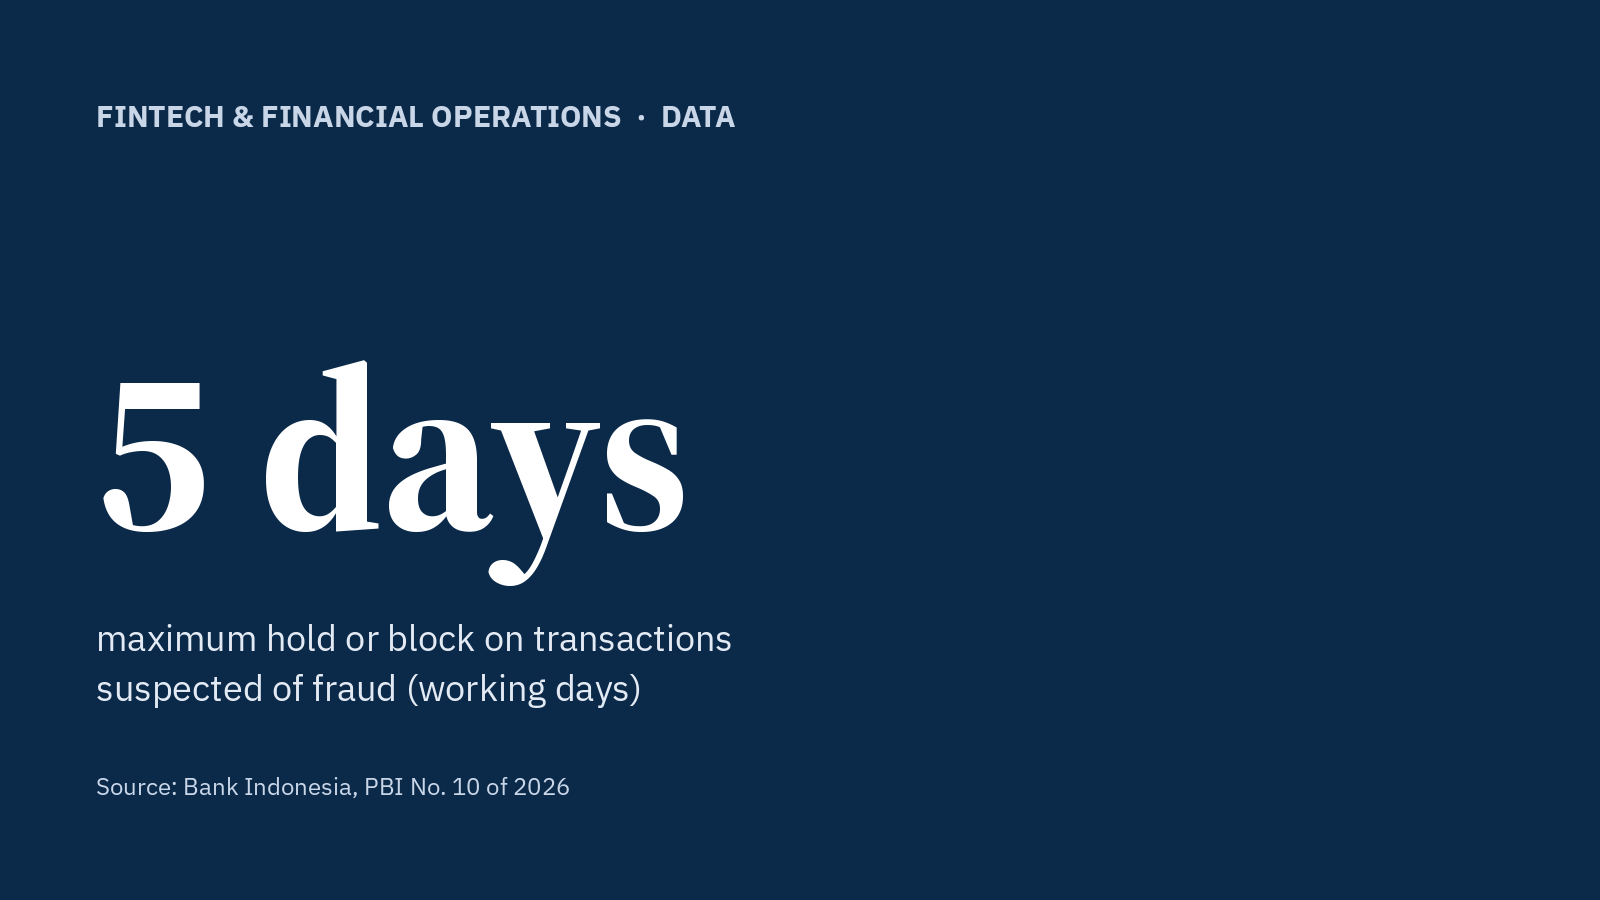 FINTECH & FINANCIAL OPERATIONS · DATA
5 days
maximum hold or block on transactions
suspected of fraud (working days)
Source: Bank Indonesia, PBI No. 10 of 2026